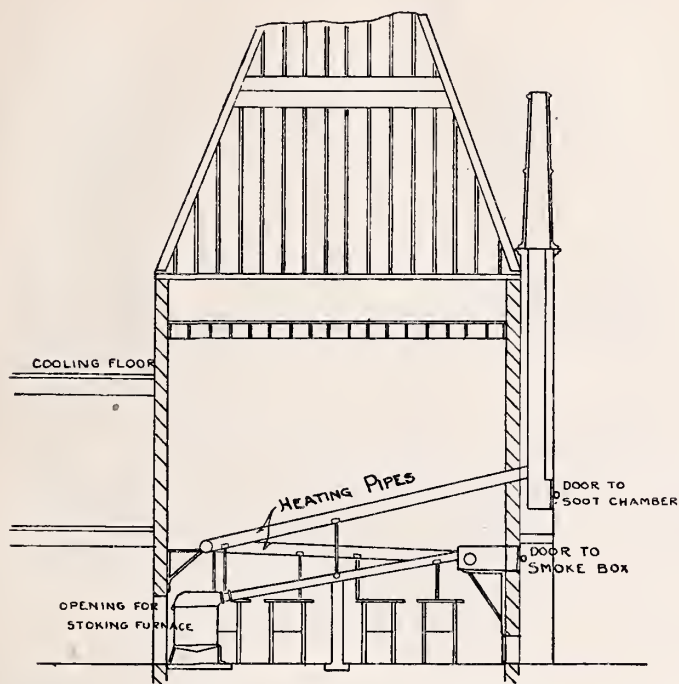 COOLING FLOOR
HEATING PIPES
DOOR TO
SOOT CHAMBER
DOOR TO
SMOKE BOX
OPENING FOR
STOKING FURNACE